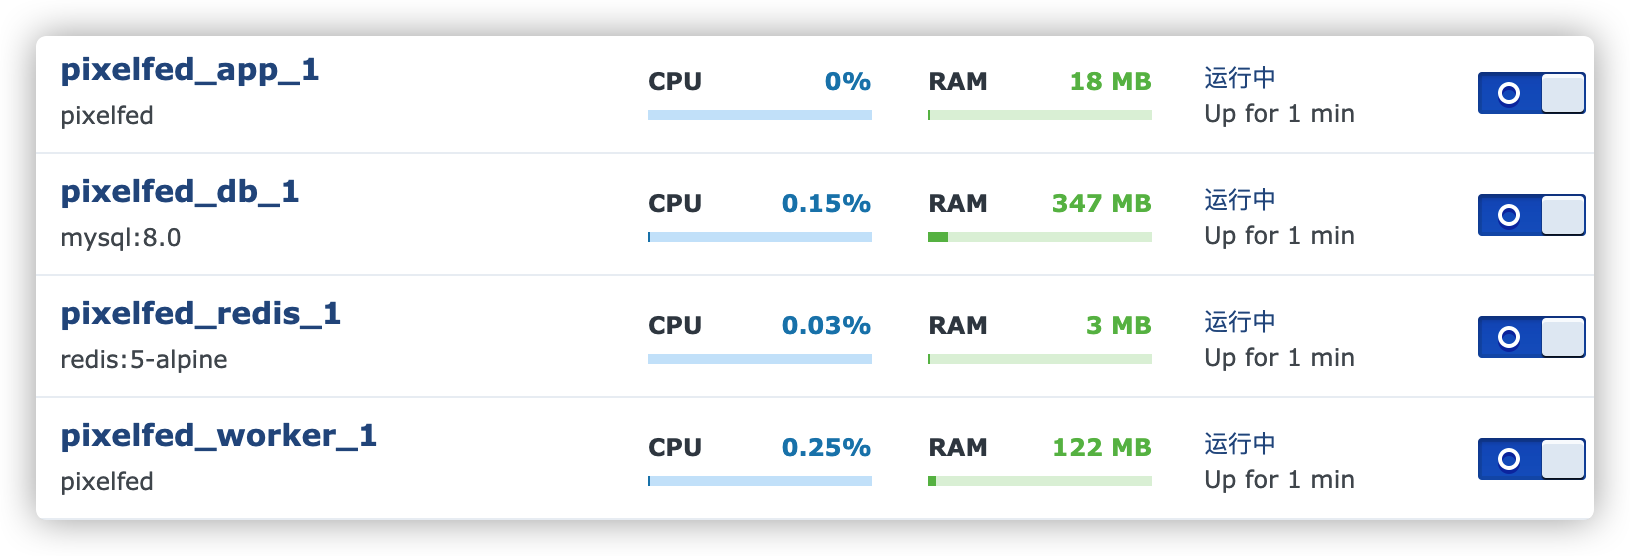 pixelfed_app_1
pixelfed
CPU 0%
RAM 18 MB
运行中
Up for 1 min
pixelfed_db_1
mysql:8.0
CPU 0.15%
RAM 347 MB
运行中
Up for 1 min
pixelfed_redis_1
redis:5-alpine
CPU 0.03%
RAM 3 MB
运行中
Up for 1 min
pixelfed_worker_1
pixelfed
CPU 0.25%
RAM 122 MB
运行中
Up for 1 min